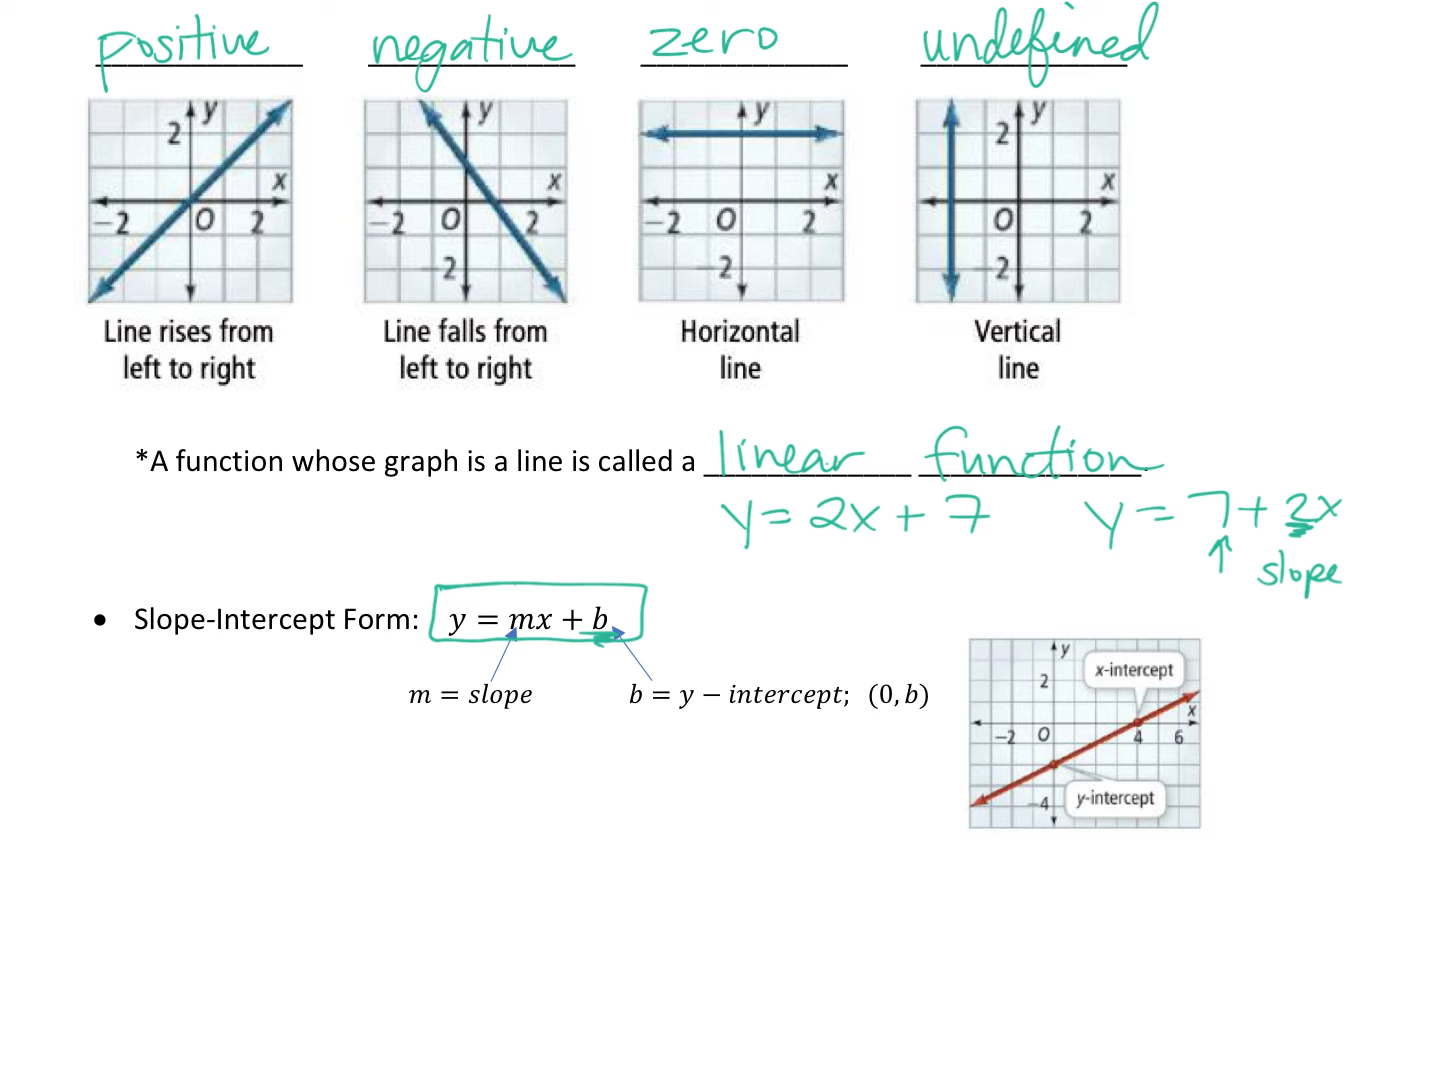 positive negative zero undefined
y y y y
2 2
x x x x
-2 O 2 -2 O 2 -2 O 2 O 2
-2 -2 -2
Line rises from Line falls from Horizontal Vertical
left to right left to right line line
*A function whose graph is a line is called a linear function.
y = 2x + 7 y = 7 + 2x
↑ slope
• Slope-Intercept Form: y = mx + b
m = slope b = y − intercept; (0, b)
y
x-intercept
2
x
-2 O 4 6
-4 y-intercept